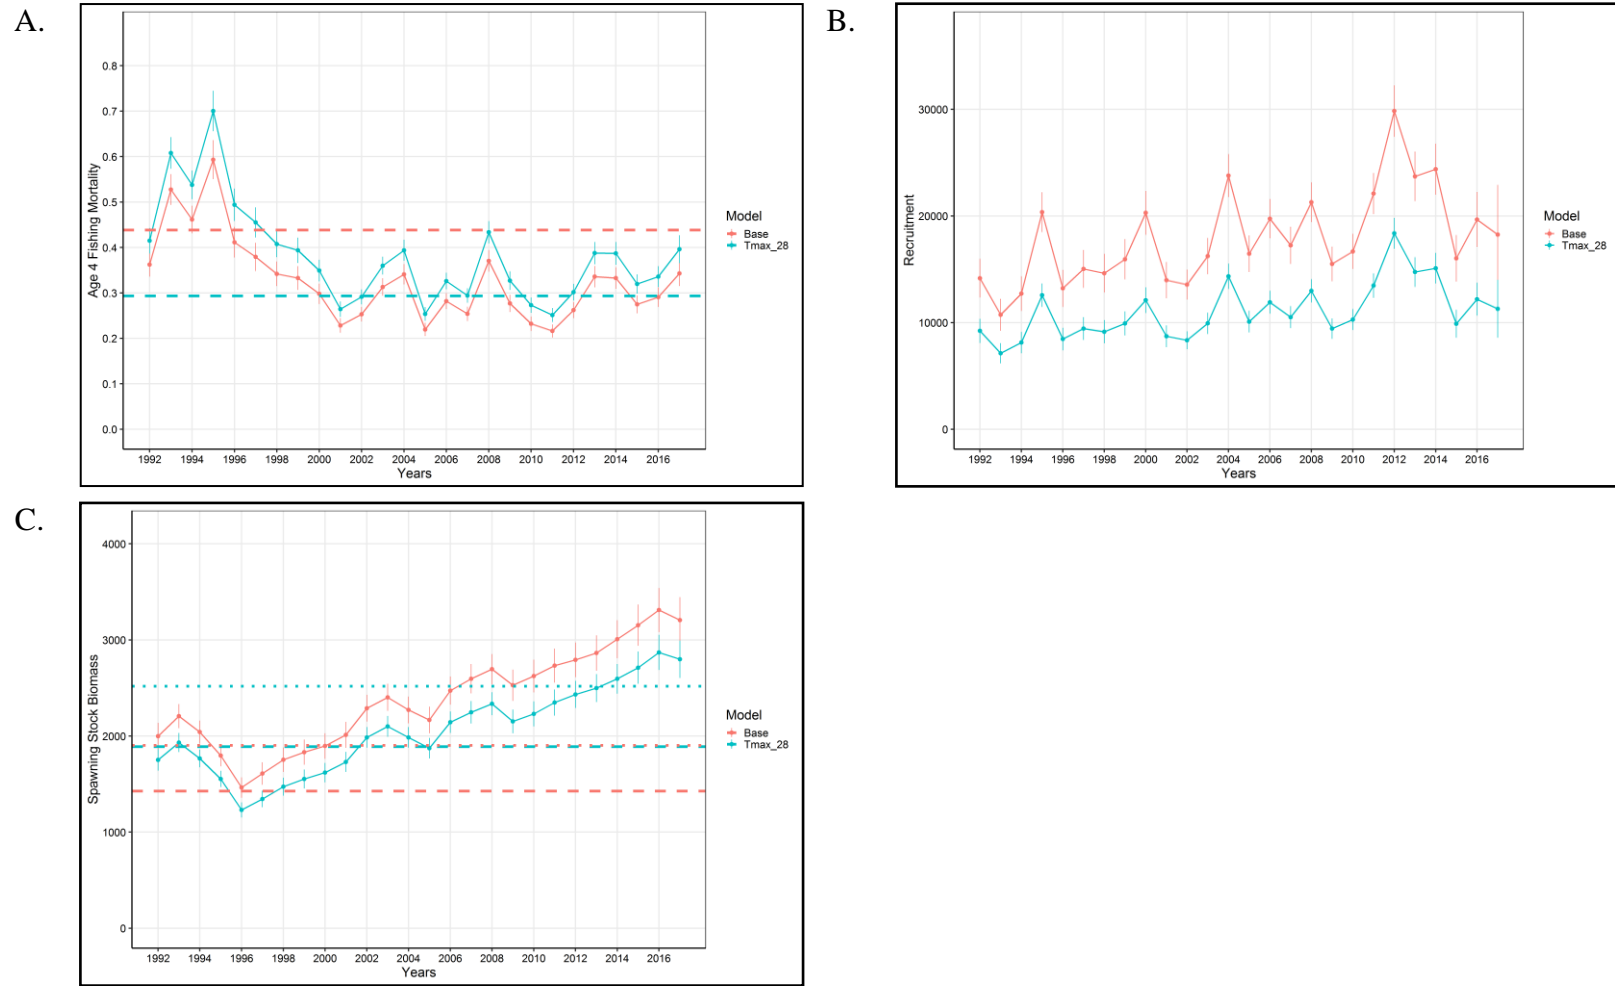 A.
Age 4 Fishing Mortality
0.8
0.7
0.6
0.5
0.4
0.3
0.2
0.1
0.0
1992 1994 1996 1998 2000 2002 2004 2006 2008 2010 2012 2014 2016
Years
Model
Base
Tmax_28
B.
Recruitment
30000
20000
10000
0
1992 1994 1996 1998 2000 2002 2004 2006 2008 2010 2012 2014 2016
Years
Model
Base
Tmax_28
C.
Spawning Stock Biomass
4000
3000
2000
1000
0
1992 1994 1996 1998 2000 2002 2004 2006 2008 2010 2012 2014 2016
Years
Model
Base
Tmax_28